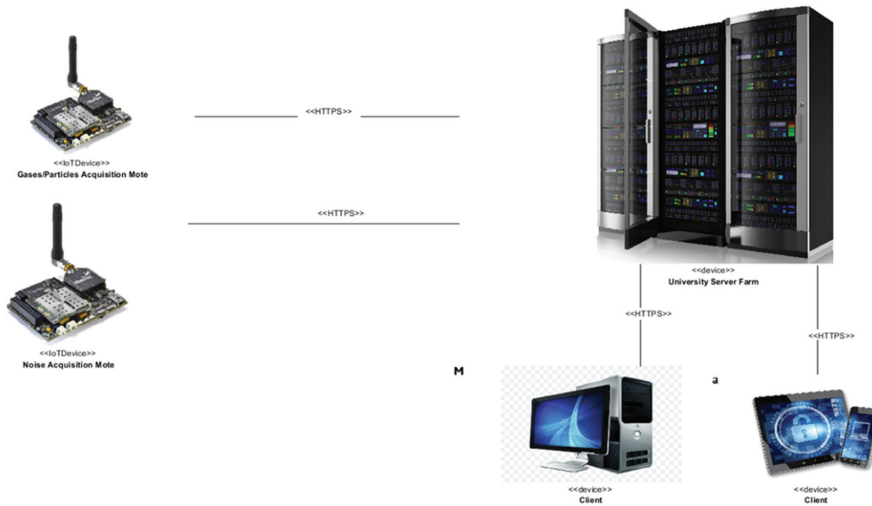 <<HTTPS>>
<<IoTDevice>>
Gases/Particles Acquisition Mote
<<HTTPS>>
<<device>>
University Server Farm
<<HTTPS>>
<<HTTPS>>
<<IoTDevice>>
Noise Acquisition Mote
M
a
<<device>>
Client
<<device>>
Client